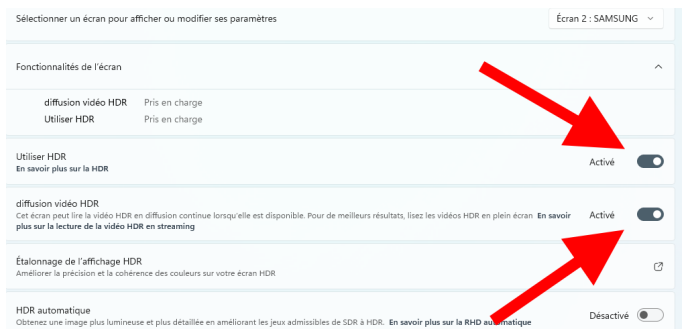 Sélectionner un écran pour afficher ou modifier ses paramètres
Écran 2 : SAMSUNG
Fonctionnalités de l'écran
diffusion vidéo HDR Pris en charge
Utiliser HDR Pris en charge
Utiliser HDR
En savoir plus sur la HDR
Activé
diffusion vidéo HDR
Cet écran peut lire la vidéo HDR en diffusion continue lorsqu'elle est disponible. Pour de meilleurs résultats, lisez les vidéos HDR en plein écran En savoir
plus sur la lecture de la vidéo HDR en streaming
Activé
Étalonnage de l'affichage HDR
Améliorer la précision et la cohérence des couleurs sur votre écran HDR
HDR automatique
Obtenez une image plus lumineuse et plus détaillée en améliorant les jeux admissibles de SDR à HDR. En savoir plus sur la RHD automatique
Désactivé